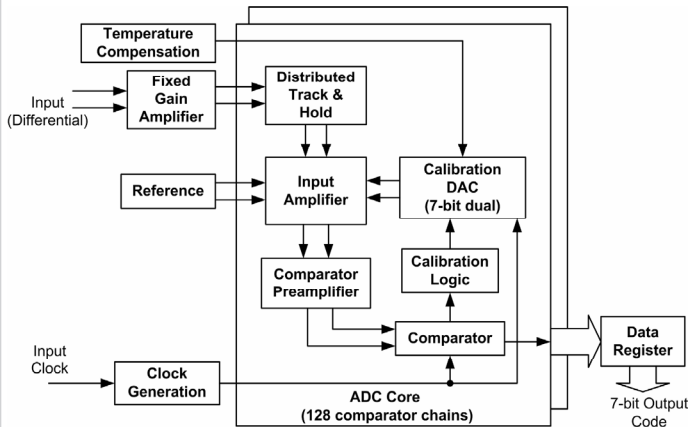 Temperature
Compensation
Fixed
Gain
Amplifier
Input
(Differential)
Distributed
Track &
Hold
Reference
Input
Amplifier
Calibration
DAC
(7-bit dual)
Comparator
Preamplifier
Calibration
Logic
Comparator
Data
Register
Input
Clock
Clock
Generation
ADC Core
(128 comparator chains)
7-bit Output
Code